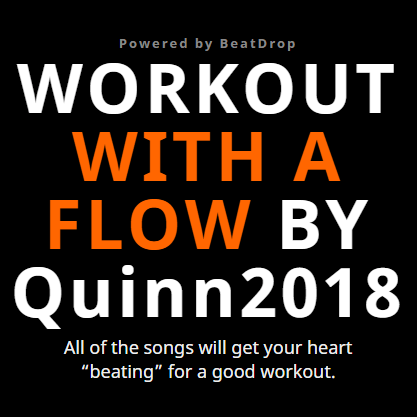 Powered by BeatDrop
WORKOUT
WITH A
FLOW BY
Quinn2018
All of the songs will get your heart
“beating” for a good workout.